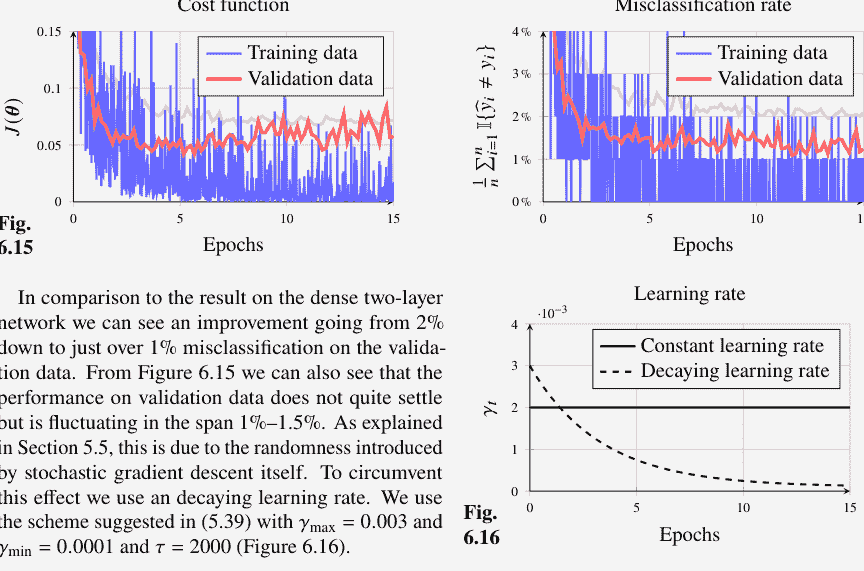 Cost function
Training data
Validation data
0.15
0.1
0.05
0
J(θ)
0
5
10
15
Epochs
Fig.
6.15
Misclassification rate
Training data
Validation data
4%
3%
2%
1%
0%
1/n ∑ⁿᵢ₌₁ 𝕀{ŷᵢ ≠ yᵢ}
0
5
10
Epochs
In comparison to the result on the dense two-layer
network we can see an improvement going from 2%
down to just over 1% misclassification on the valida-
tion data. From Figure 6.15 we can also see that the
performance on validation data does not quite settle
but is fluctuating in the span 1%–1.5%. As explained
in Section 5.5, this is due to the randomness introduced
by stochastic gradient descent itself. To circumvent
this effect we use an decaying learning rate. We use
the scheme suggested in (5.39) with γmax = 0.003 and
γmin = 0.0001 and τ = 2000 (Figure 6.16).
Learning rate
·10⁻³
Constant learning rate
Decaying learning rate
4
3
2
1
0
γt
0
5
10
15
Epochs
Fig.
6.16